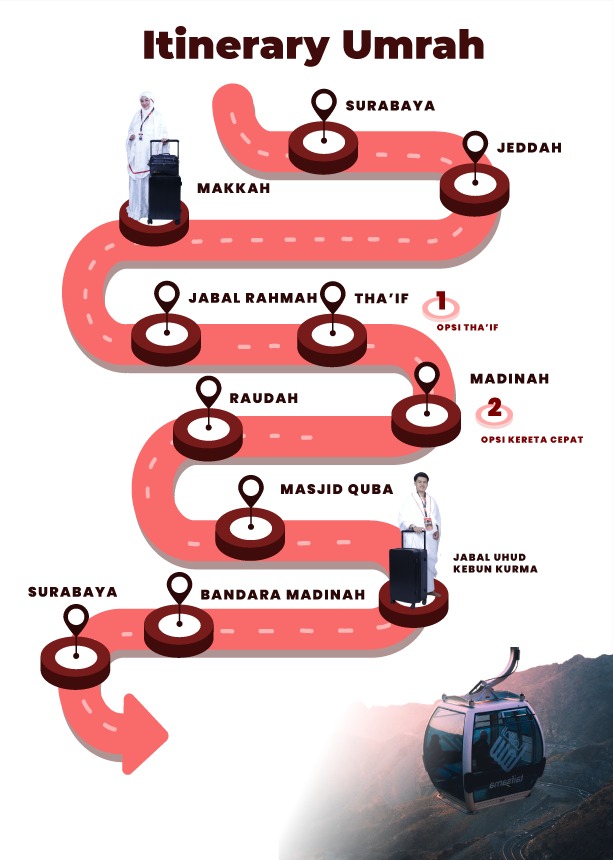 Itinerary Umrah
SURABAYA
JEDDAH
MAKKAH
JABAL RAHMAH
THA'IF
1
OPSI THA'IF
MADINAH
2
OPSI KERETA CEPAT
RAUDAH
MASJID QUBA
JABAL UHUD
KEBUN KURMA
BANDARA MADINAH
SURABAYA